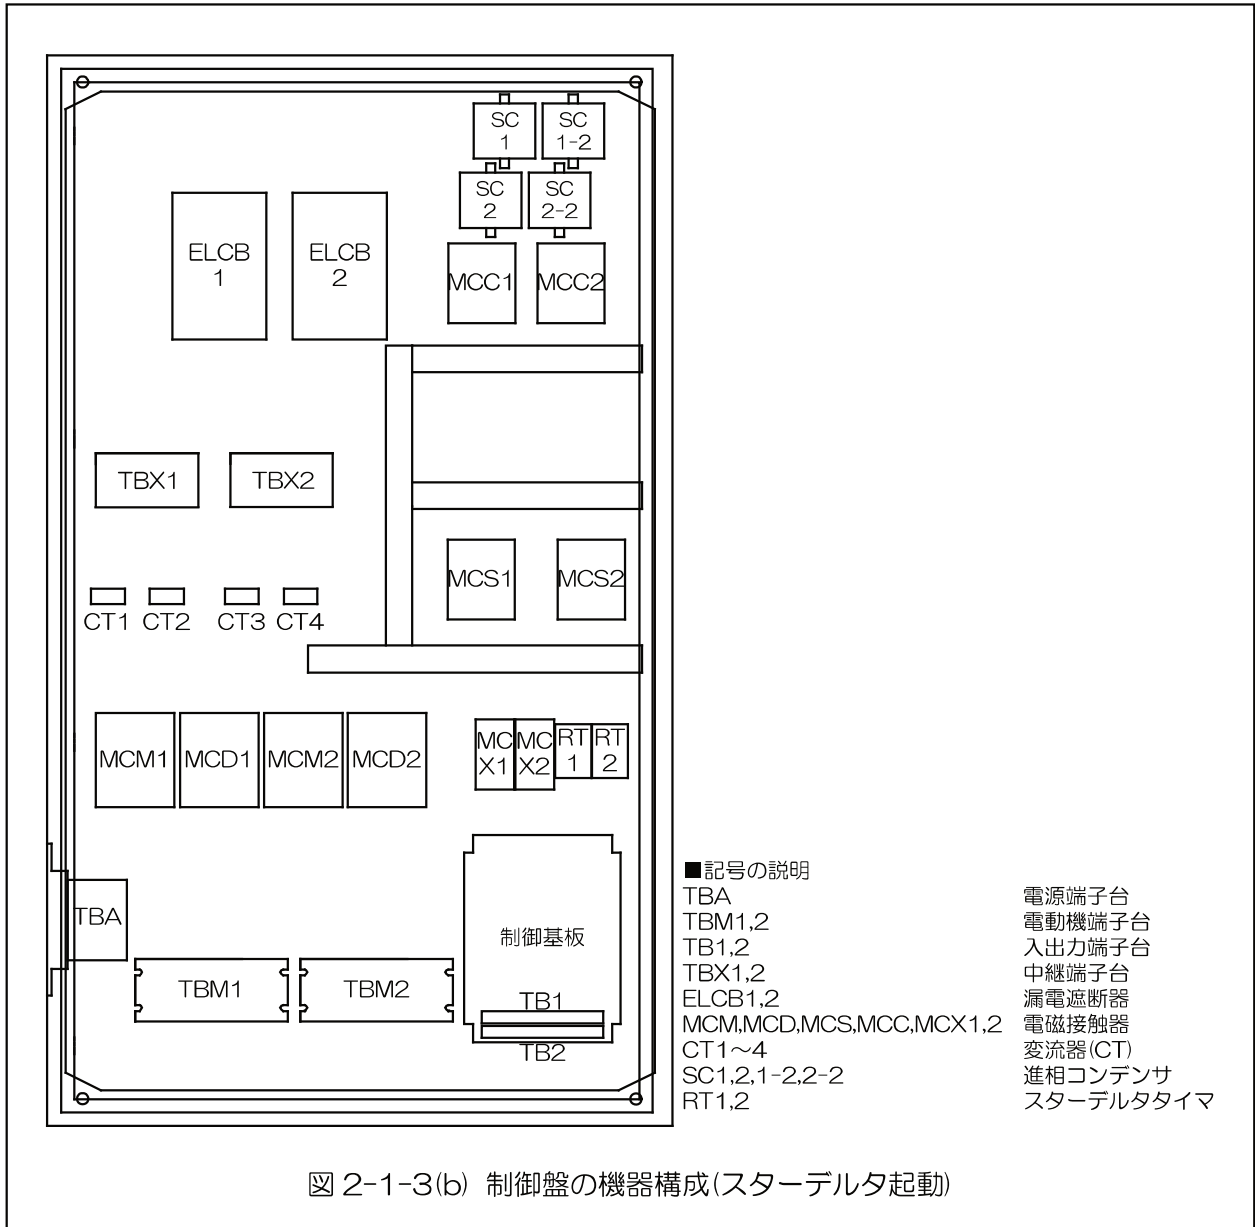 SC
1
SC
1-2
SC
2
SC
2-2
ELCB
1
ELCB
2
MCC1
MCC2
TBX1
TBX2
MCS1
MCS2
CT1
CT2
CT3
CT4
MCM1
MCD1
MCM2
MCD2
MC
X1
MC
X2
RT
1
RT
2
TBA
制御基板
TBM1
TBM2
TB1
TB2
■記号の説明
TBA 電源端子台
TBM1,2 電動機端子台
TB1,2 入出力端子台
TBX1,2 中継端子台
ELCB1,2 漏電遮断器
MCM,MCD,MCS,MCC,MCX1,2 電磁接触器
CT1～4 変流器(CT)
SC1,2,1-2,2-2 進相コンデンサ
RT1,2 スターデルタタイマ
図 2-1-3(b) 制御盤の機器構成(スターデルタ起動)